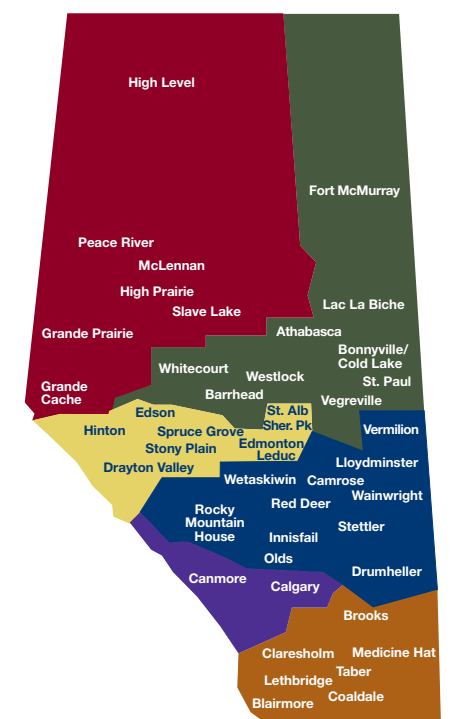 High Level
Fort McMurray
Peace River
McLennan
High Prairie
Slave Lake
Lac La Biche
Grande Prairie
Athabasca
Bonnyville/
Cold Lake
Whitecourt
Westlock
St. Paul
Grande
Cache
Barrhead
Vegreville
Edson
St. Alb
Sher. Pk
Hinton
Spruce Grove
Vermilion
Edmonton
Stony Plain
Leduc
Drayton Valley
Lloydminster
Wetaskiwin
Camrose
Wainwright
Red Deer
Rocky
Mountain
House
Stettler
Innisfail
Olds
Drumheller
Canmore
Calgary
Brooks
Claresholm
Medicine Hat
Taber
Lethbridge
Coaldale
Blairmore